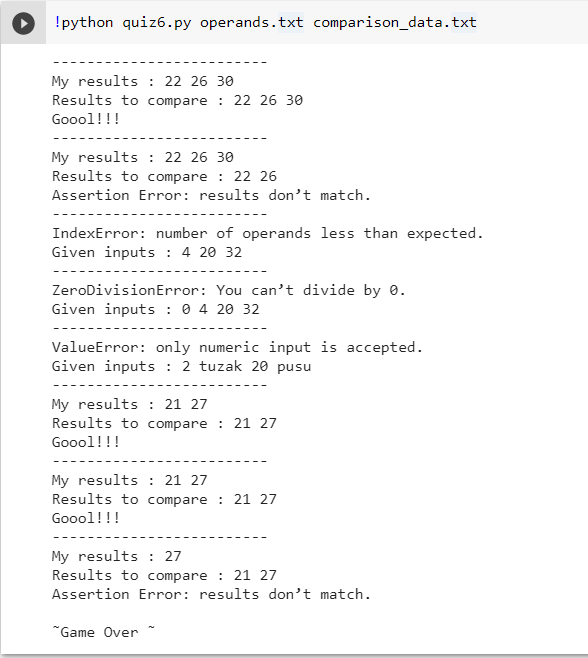 !python quiz6.py operands.txt comparison_data.txt
-------------------------
My results : 22 26 30
Results to compare : 22 26 30
Goool!!!
-------------------------
My results : 22 26 30
Results to compare : 22 26
Assertion Error: results don’t match.
-------------------------
IndexError: number of operands less than expected.
Given inputs : 4 20 32
-------------------------
ZeroDivisionError: You can’t divide by 0.
Given inputs : 0 4 20 32
-------------------------
ValueError: only numeric input is accepted.
Given inputs : 2 tuzak 20 pusu
-------------------------
My results : 21 27
Results to compare : 21 27
Goool!!!
-------------------------
My results : 21 27
Results to compare : 21 27
Goool!!!
-------------------------
My results : 27
Results to compare : 21 27
Assertion Error: results don’t match.
˜Game Over ˜